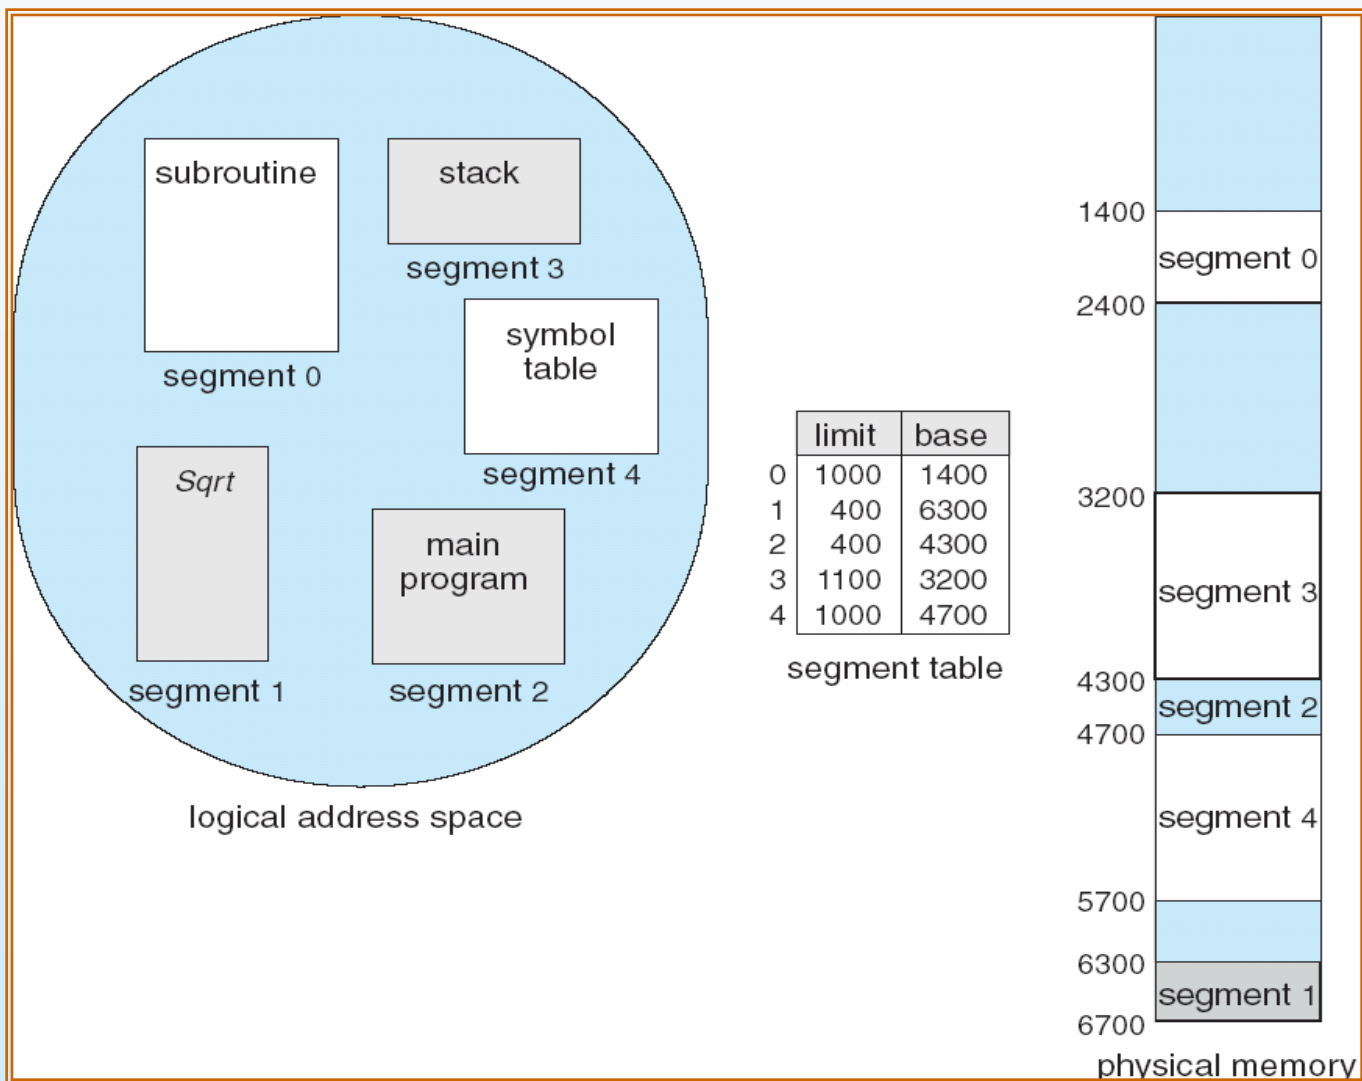 subroutine
segment 0
stack
segment 3
symbol
table
segment 4
Sqrt
segment 1
main
program
segment 2
logical address space
limit base
0 1000 1400
1 400 6300
2 400 4300
3 1100 3200
4 1000 4700
segment table
1400
segment 0
2400
3200
segment 3
4300
segment 2
4700
segment 4
5700
6300
segment 1
6700
physical memory